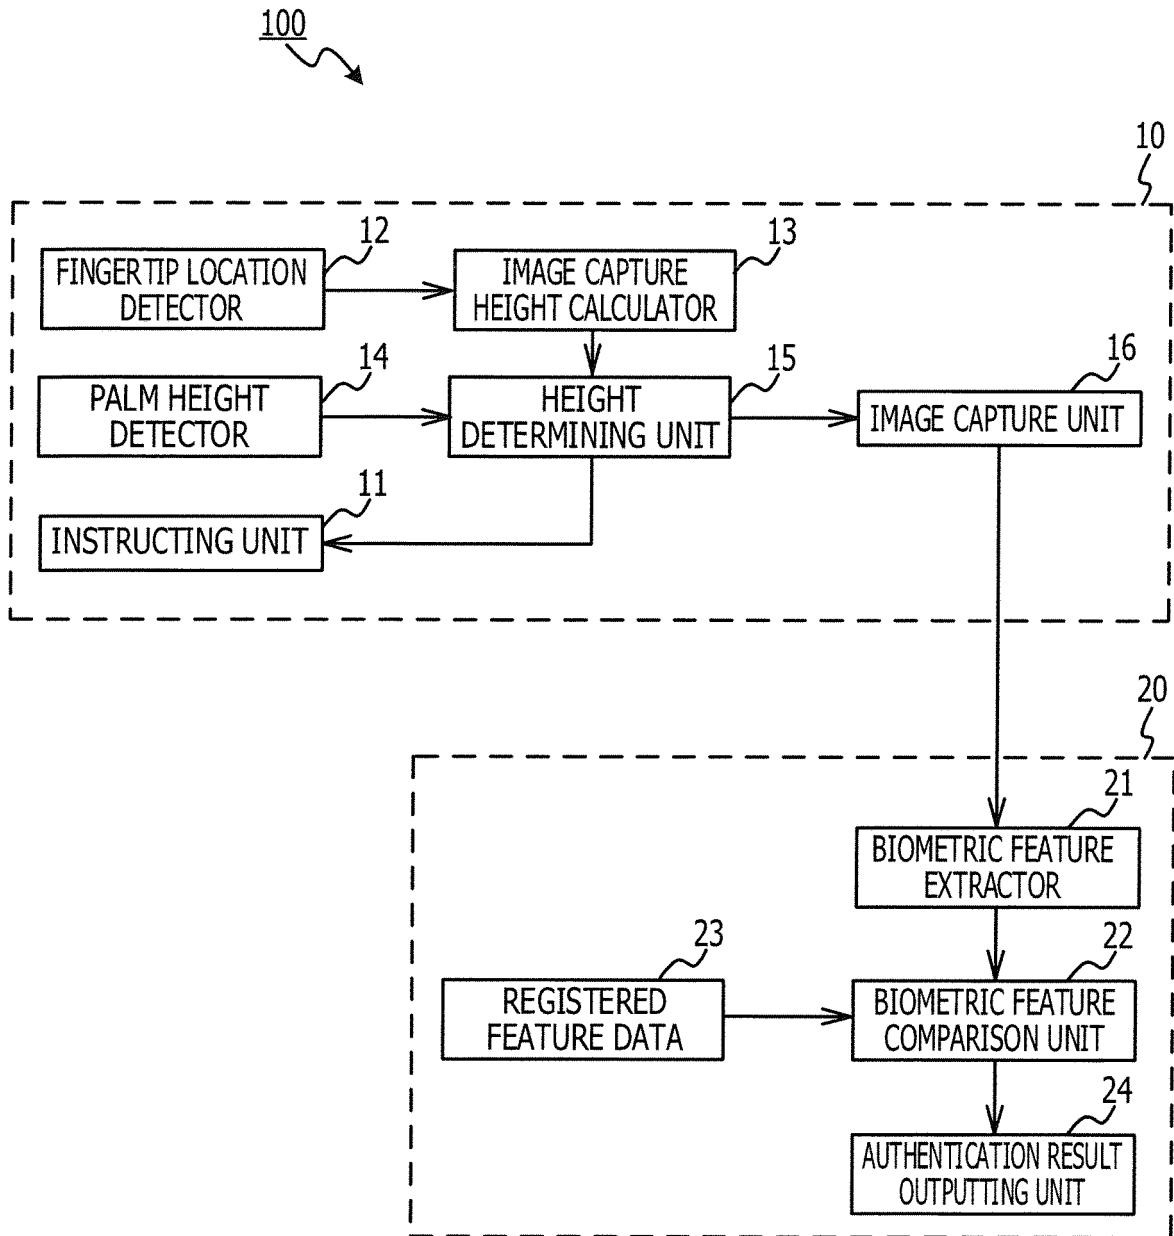 100
10
12
FINGERTIP LOCATION
DETECTOR
13
IMAGE CAPTURE
HEIGHT CALCULATOR
14
PALM HEIGHT
DETECTOR
15
HEIGHT
DETERMINING UNIT
16
IMAGE CAPTURE UNIT
11
INSTRUCTING UNIT
20
21
BIOMETRIC FEATURE
EXTRACTOR
23
REGISTERED
FEATURE DATA
22
BIOMETRIC FEATURE
COMPARISON UNIT
24
AUTHENTICATION RESULT
OUTPUTTING UNIT